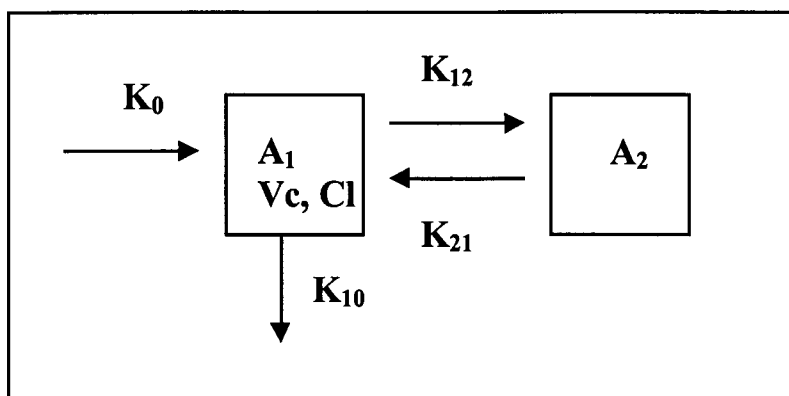 K₁₂
K₀
A₁
A₂
Vc, Cl
K₂₁
K₁₀